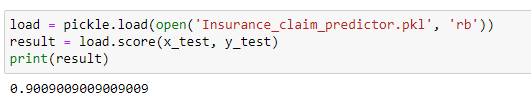 load = pickle.load(open('Insurance_claim_predictor.pkl', 'rb'))
result = load.score(x_test, y_test)
print(result)
0.9009009009009009